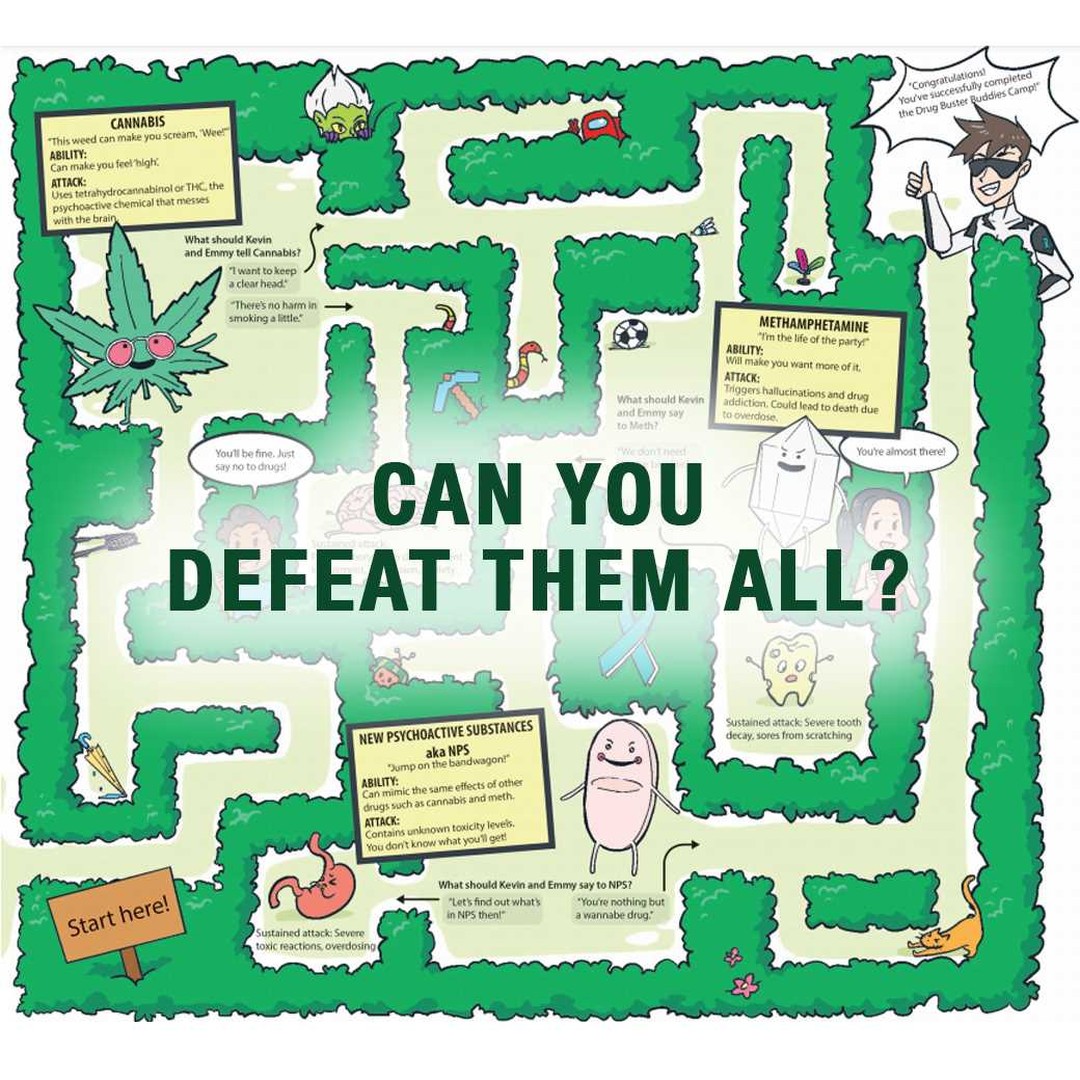 "Congratulations!
You've successfully completed
the Drug Buster Buddies Camp!"
CANNABIS
"This weed can make you scream, 'Wee!'"
ABILITY:
Can make you feel 'high'.
ATTACK:
Uses tetrahydrocannabinol or THC, the
psychoactive chemical that messes
with the brain.
What should Kevin
and Emmy tell Cannabis?
"I want to keep
a clear head."
"There's no harm in
smoking a little."
METHAMPHETAMINE
"I'm the life of the party!"
ABILITY:
Will make you want more of it.
ATTACK:
Triggers hallucinations and drug
addiction. Could lead to death due
to overdose.
What should Kevin
and Emmy say
to Meth?
"We don't need
You'll be fine. Just
say no to drugs!
You're almost there!
CAN YOU
DEFEAT THEM ALL?
Sustained attack:
Sustained attack: Severe tooth
decay, sores from scratching
NEW PSYCHOACTIVE SUBSTANCES
aka NPS
"Jump on the bandwagon!"
ABILITY:
Can mimic the same effects of other
drugs such as cannabis and meth.
ATTACK:
Contains unknown toxicity levels.
You don't know what you'll get!
What should Kevin and Emmy say to NPS?
"Let's find out what's
in NPS then!"
"You're nothing but
a wannabe drug."
Start here!
Sustained attack: Severe
toxic reactions, overdosing